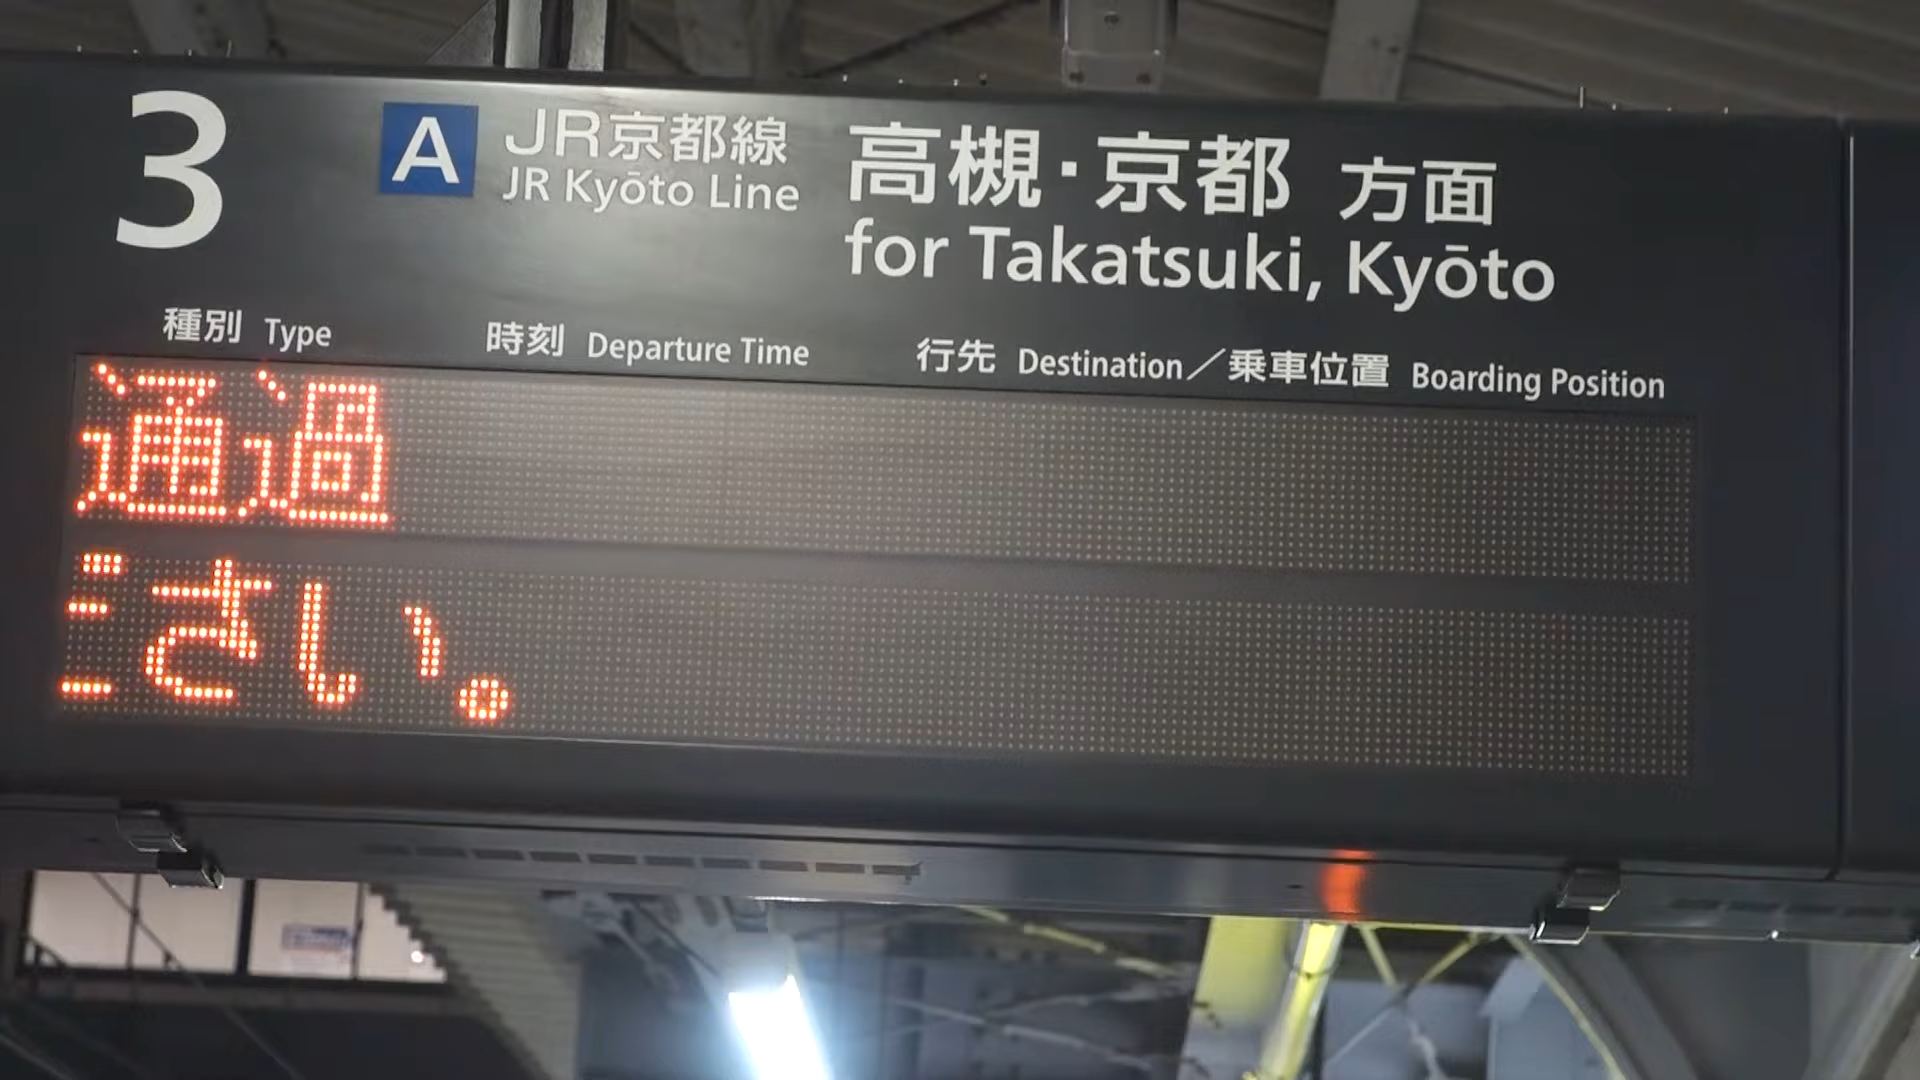 3 A JR京都線 高槻・京都 方面
JR Kyōto Line for Takatsuki, Kyōto
種別 Type 時刻 Departure Time 行先 Destination／乗車位置 Boarding Position
通過
さい。